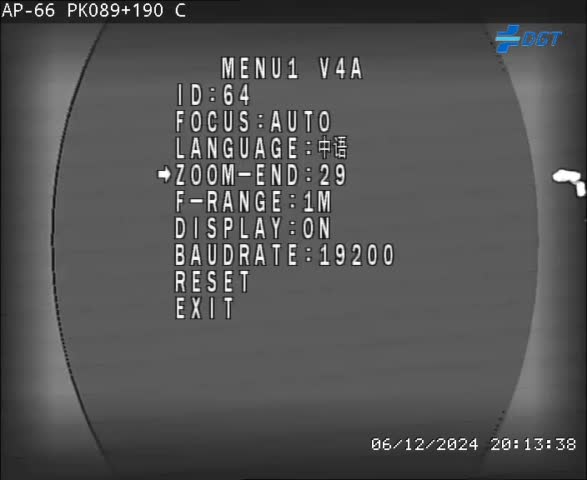 AP-66 PK089+190 C
DGT
MENU1 V4A
ID:64
FOCUS:AUTO
LANGUAGE:中语
ZOOM-END:29
F-RANGE:1M
DISPLAY:ON
BAUDRATE:19200
RESET
EXIT
06/12/2024 20:13:38